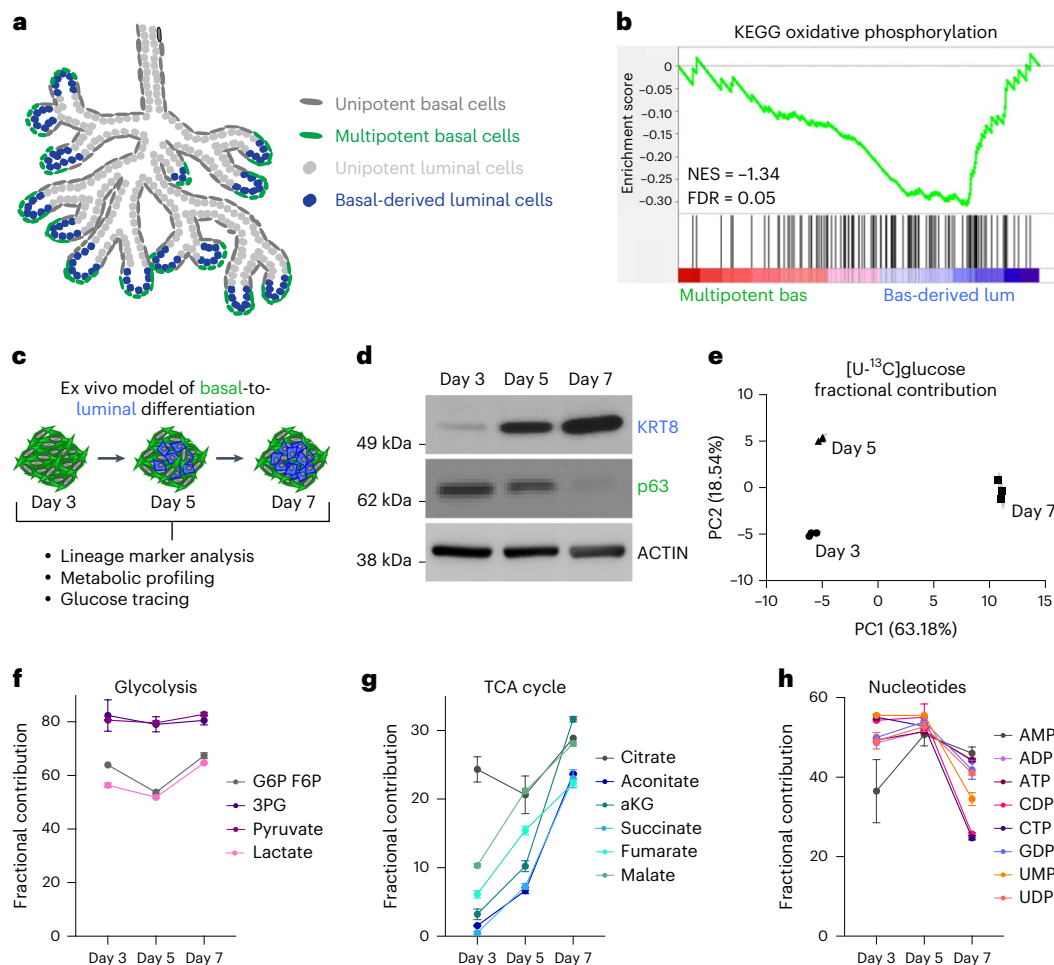 a
Unipotent basal cells
Multipotent basal cells
Unipotent luminal cells
Basal-derived luminal cells
b
KEGG oxidative phosphorylation
Enrichment score
0
−0.05
−0.10
−0.15
−0.20
−0.25
−0.30
NES = −1.34
FDR = 0.05
Multipotent bas
Bas-derived lum
c
Ex vivo model of basal-to-
luminal differentiation
Day 3
Day 5
Day 7
• Lineage marker analysis
• Metabolic profiling
• Glucose tracing
d
Day 3 Day 5 Day 7
KRT8
49 kDa
p63
62 kDa
ACTIN
38 kDa
e
[U-¹³C]glucose
fractional contribution
PC2 (18.54%)
10
5
0
−5
−10
Day 5
Day 7
Day 3
−10 −5 0 5 10 15
PC1 (63.18%)
f
Glycolysis
Fractional contribution
80
60
40
20
0
G6P F6P
3PG
Pyruvate
Lactate
Day 3 Day 5 Day 7
g
TCA cycle
Fractional contribution
30
20
10
0
Citrate
Aconitate
aKG
Succinate
Fumarate
Malate
Day 3 Day 5 Day 7
h
Nucleotides
Fractional contribution
60
40
20
0
AMP
ADP
ATP
CDP
CTP
GDP
UMP
UDP
Day 3 Day 5 Day 7